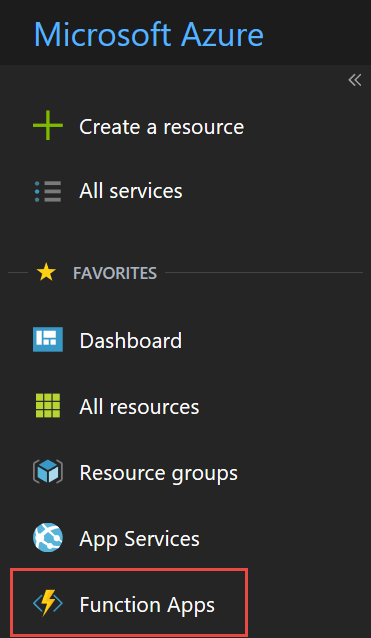 Microsoft Azure
Create a resource
All services
FAVORITES
Dashboard
All resources
Resource groups
App Services
Function Apps